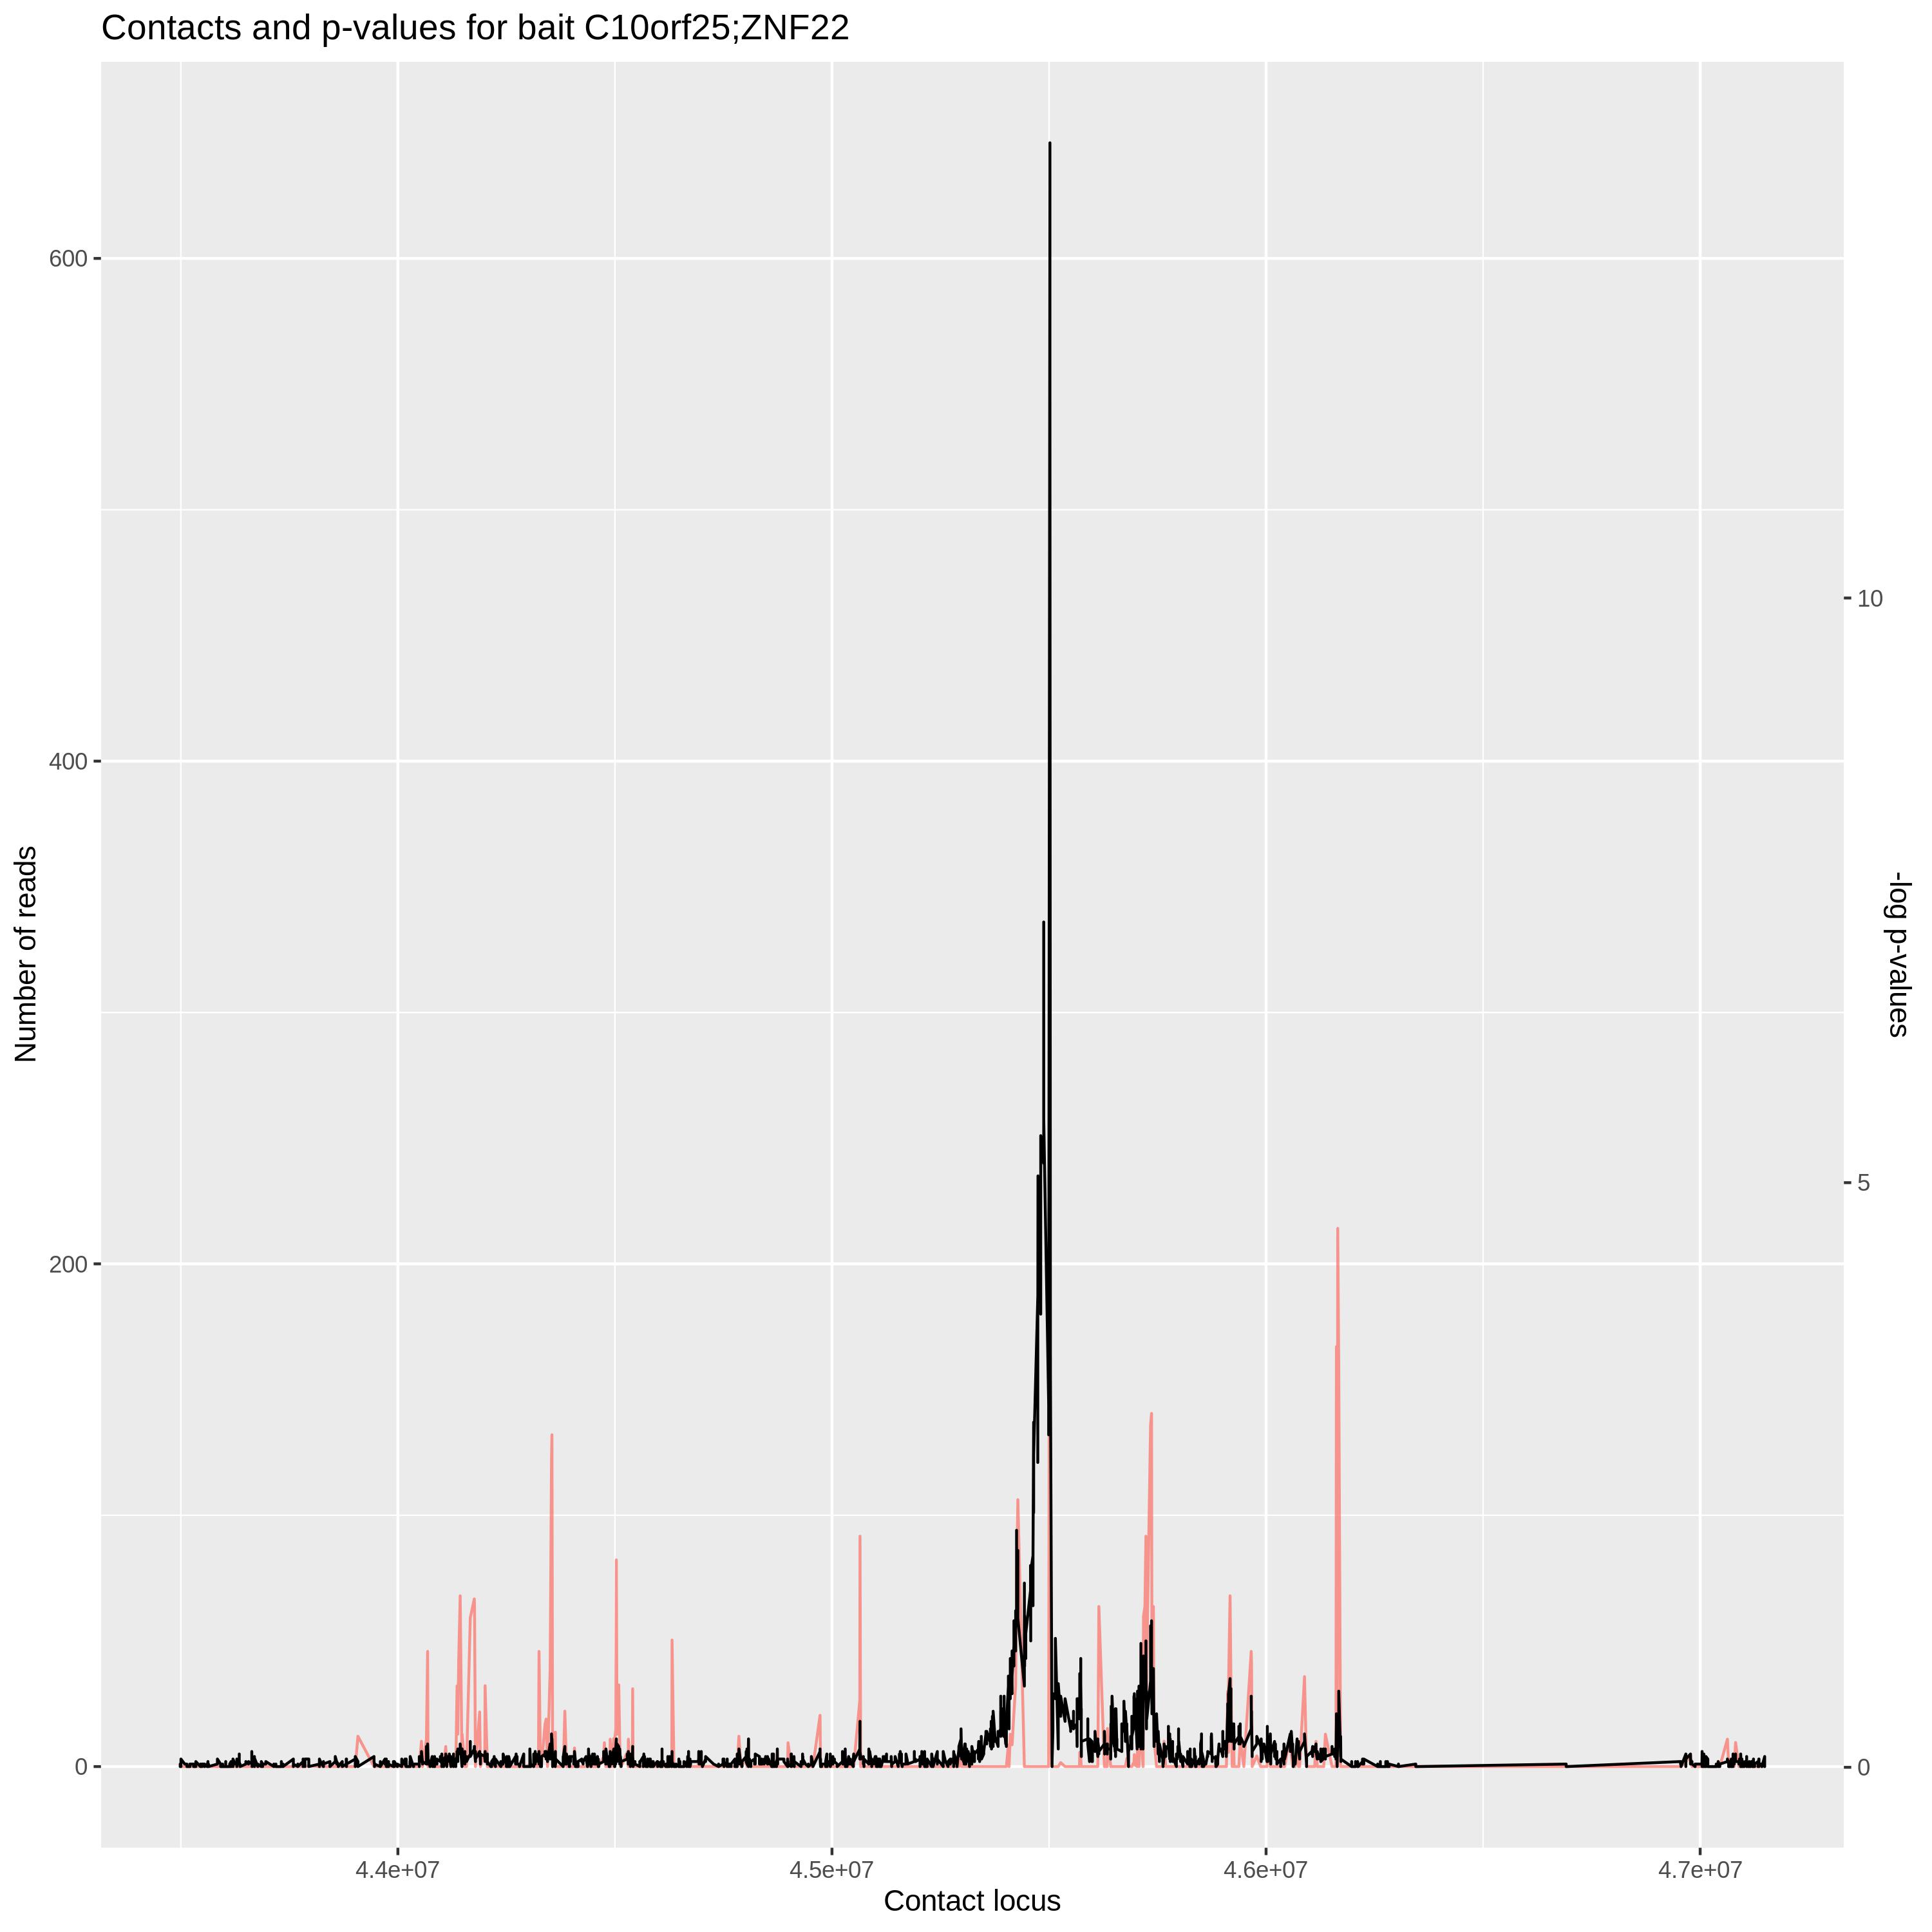 Contacts and p-values for bait C10orf25;ZNF22
600
400
200
0
Number of reads
10
5
0
-log p-values
4.4e+07
4.5e+07
4.6e+07
4.7e+07
Contact locus